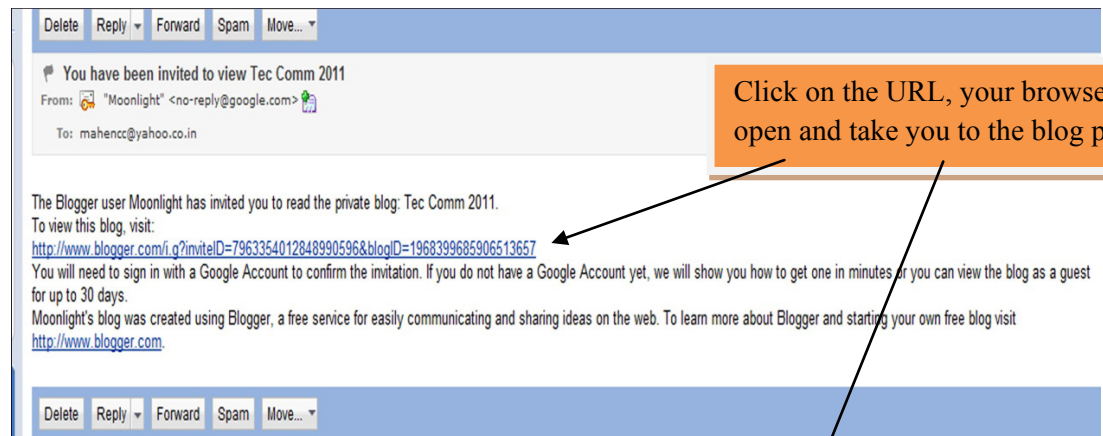 Delete Reply Forward Spam Move...
You have been invited to view Tec Comm 2011
From: "Moonlight" <no-reply@google.com>
To: mahencc@yahoo.co.in
Click on the URL, your browse
open and take you to the blog p
The Blogger user Moonlight has invited you to read the private blog: Tec Comm 2011.
To view this blog, visit:
http://www.blogger.com/i.g?inviteID=7963354012848990596&blogID=1968399685906513657
You will need to sign in with a Google Account to confirm the invitation. If you do not have a Google Account yet, we will show you how to get one in minutes or you can view the blog as a guest
for up to 30 days.
Moonlight's blog was created using Blogger, a free service for easily communicating and sharing ideas on the web. To learn more about Blogger and starting your own free blog visit
http://www.blogger.com.
Delete Reply Forward Spam Move...